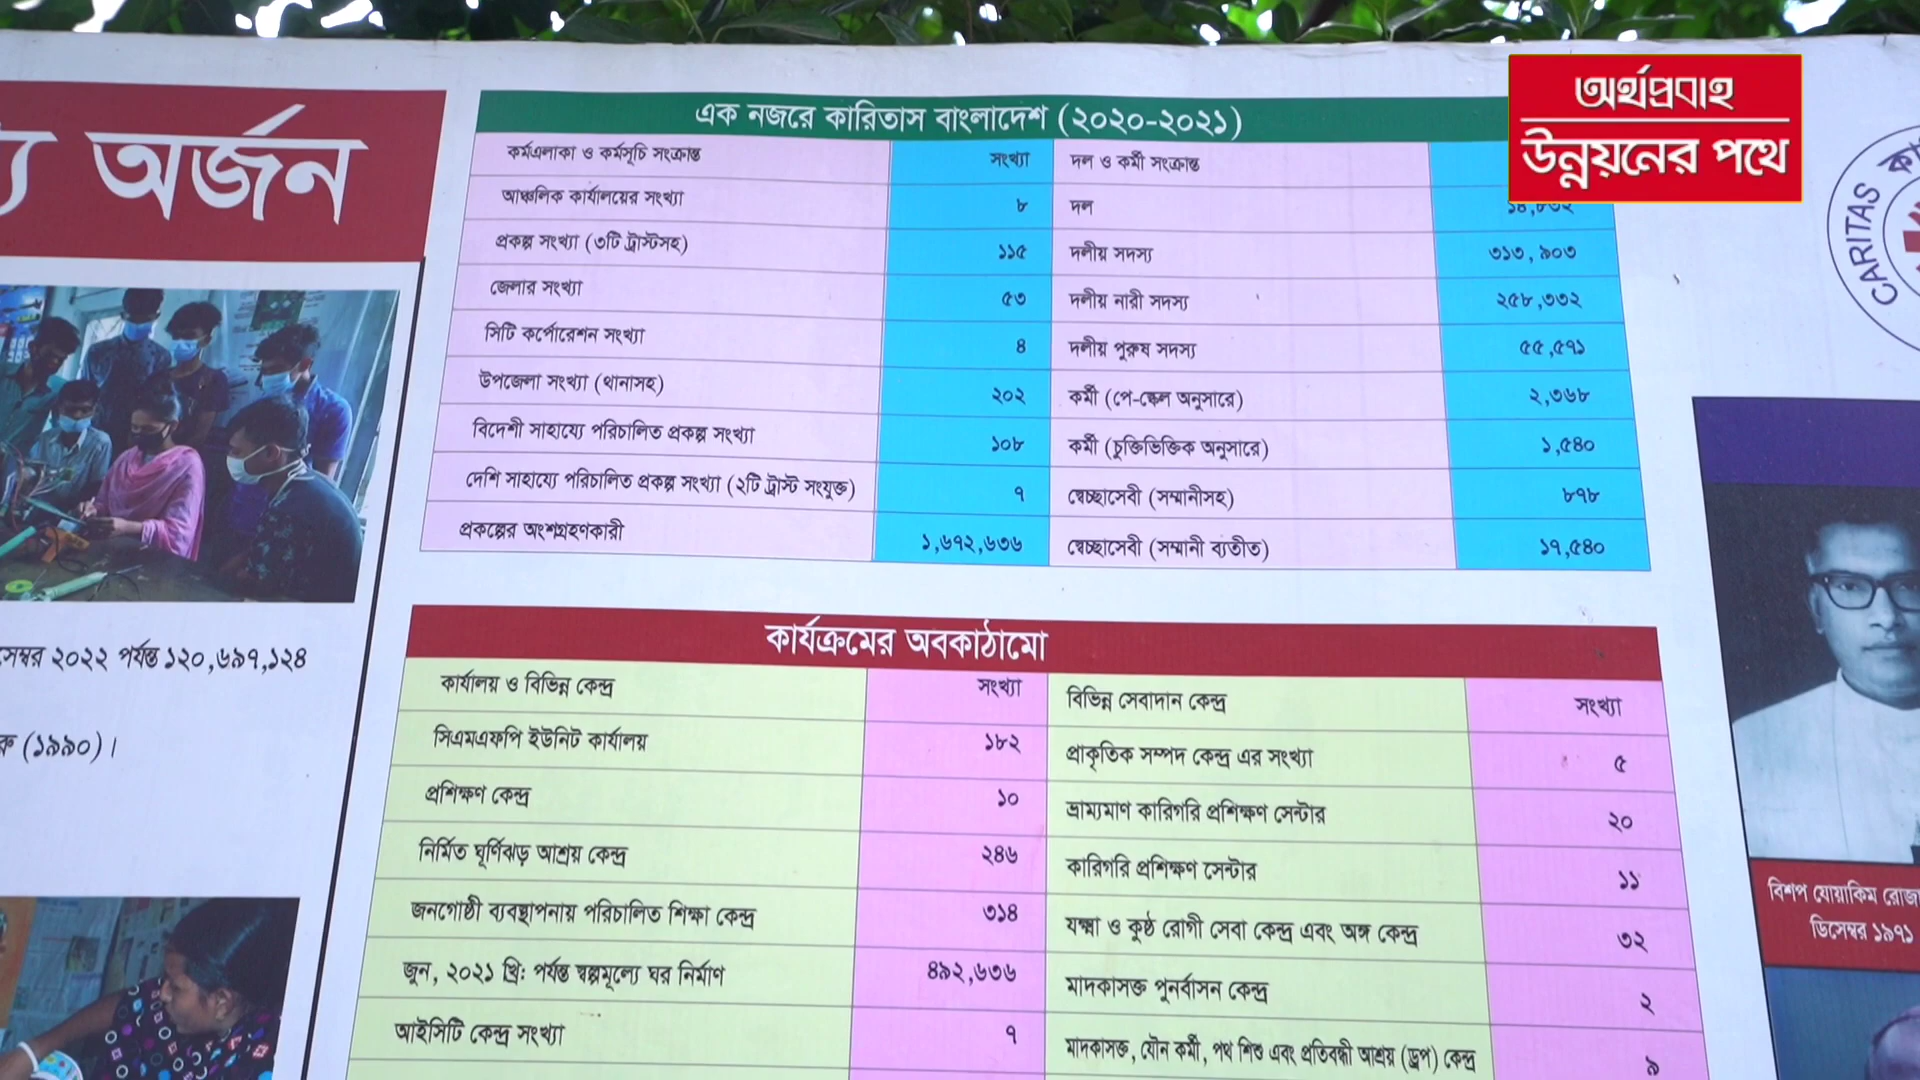 অর্থপ্রবাহ
উন্নয়নের পথে
অর্জন
এক নজরে কারিতাস বাংলাদেশ (২০২০-২০২১)
কর্মএলাকা ও কর্মসূচি সংক্রান্ত সংখ্যা দল ও কর্মী সংক্রান্ত
আঞ্চলিক কার্যালয়ের সংখ্যা ৮ দল
প্রকল্প সংখ্যা (৩টি ট্রাস্টসহ) ১১৫ দলীয় সদস্য ৩১৩,৯০৩
জেলার সংখ্যা ৫৩ দলীয় নারী সদস্য ২৫৮,৩৩২
সিটি কর্পোরেশন সংখ্যা ৪ দলীয় পুরুষ সদস্য ৫৫,৫৭১
উপজেলা সংখ্যা (থানাসহ) ২০২ কর্মী (পে-স্কেল অনুসারে) ২,৩৬৮
বিদেশী সাহায্যে পরিচালিত প্রকল্প সংখ্যা ১০৮ কর্মী (চুক্তিভিত্তিক অনুসারে) ১,৫৪০
দেশি সাহায্যে পরিচালিত প্রকল্প সংখ্যা (২টি ট্রাস্ট সংযুক্ত) ৭ স্বেচ্ছাসেবী (সম্মানীসহ) ৮৭৮
প্রকল্পের অংশগ্রহণকারী ১,৬৭২,৬৩৬ স্বেচ্ছাসেবী (সম্মানী ব্যতীত) ১৭,৫৪০
কার্যক্রমের অবকাঠামো
কার্যালয় ও বিভিন্ন কেন্দ্র সংখ্যা বিভিন্ন সেবাদান কেন্দ্র সংখ্যা
সিএমএফপি ইউনিট কার্যালয় ১৮২ প্রাকৃতিক সম্পদ কেন্দ্র এর সংখ্যা ৫
প্রশিক্ষণ কেন্দ্র ১০ ভ্রাম্যমাণ কারিগরি প্রশিক্ষণ সেন্টার ২০
নির্মিত ঘূর্ণিঝড় আশ্রয় কেন্দ্র ২৪৬ কারিগরি প্রশিক্ষণ সেন্টার ১১
জনগোষ্ঠী ব্যবস্থাপনায় পরিচালিত শিক্ষা কেন্দ্র ৩১৪ যক্ষ্মা ও কুষ্ঠ রোগী সেবা কেন্দ্র এবং অঙ্গ কেন্দ্র ৩২
জুন, ২০২১ খ্রি: পর্যন্ত স্বল্পমূল্যে ঘর নির্মাণ ৪৯২,৬৩৬ মাদকাসক্ত পুনর্বাসন কেন্দ্র ২
আইসিটি কেন্দ্র সংখ্যা ৭ মাদকাসক্ত, যৌন কর্মী, পথ শিশু এবং প্রতিবন্ধী আশ্রয় (ড্রপ) কেন্দ্র ৯
২০২২ পর্যন্ত ১২০,৬৯৭,১২৪
(১৯৯০)।
CARITAS
বিশপ যোয়াকিম
ডিসেম্বর ১৯৭১